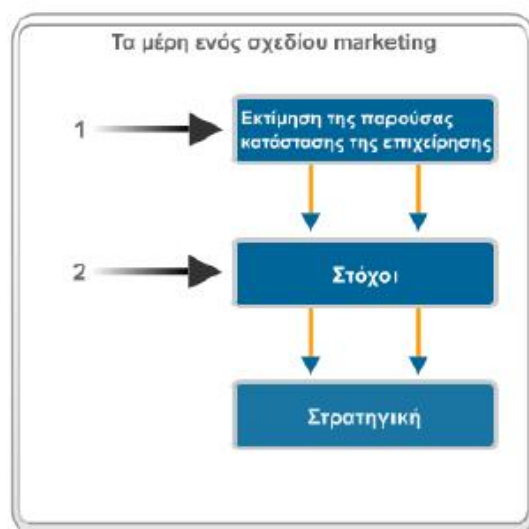 Τα μέρη ενός σχεδίου marketing
1
Εκτίμηση της παρούσας
κατάστασης της επιχείρησης
2
Στόχοι
Στρατηγική